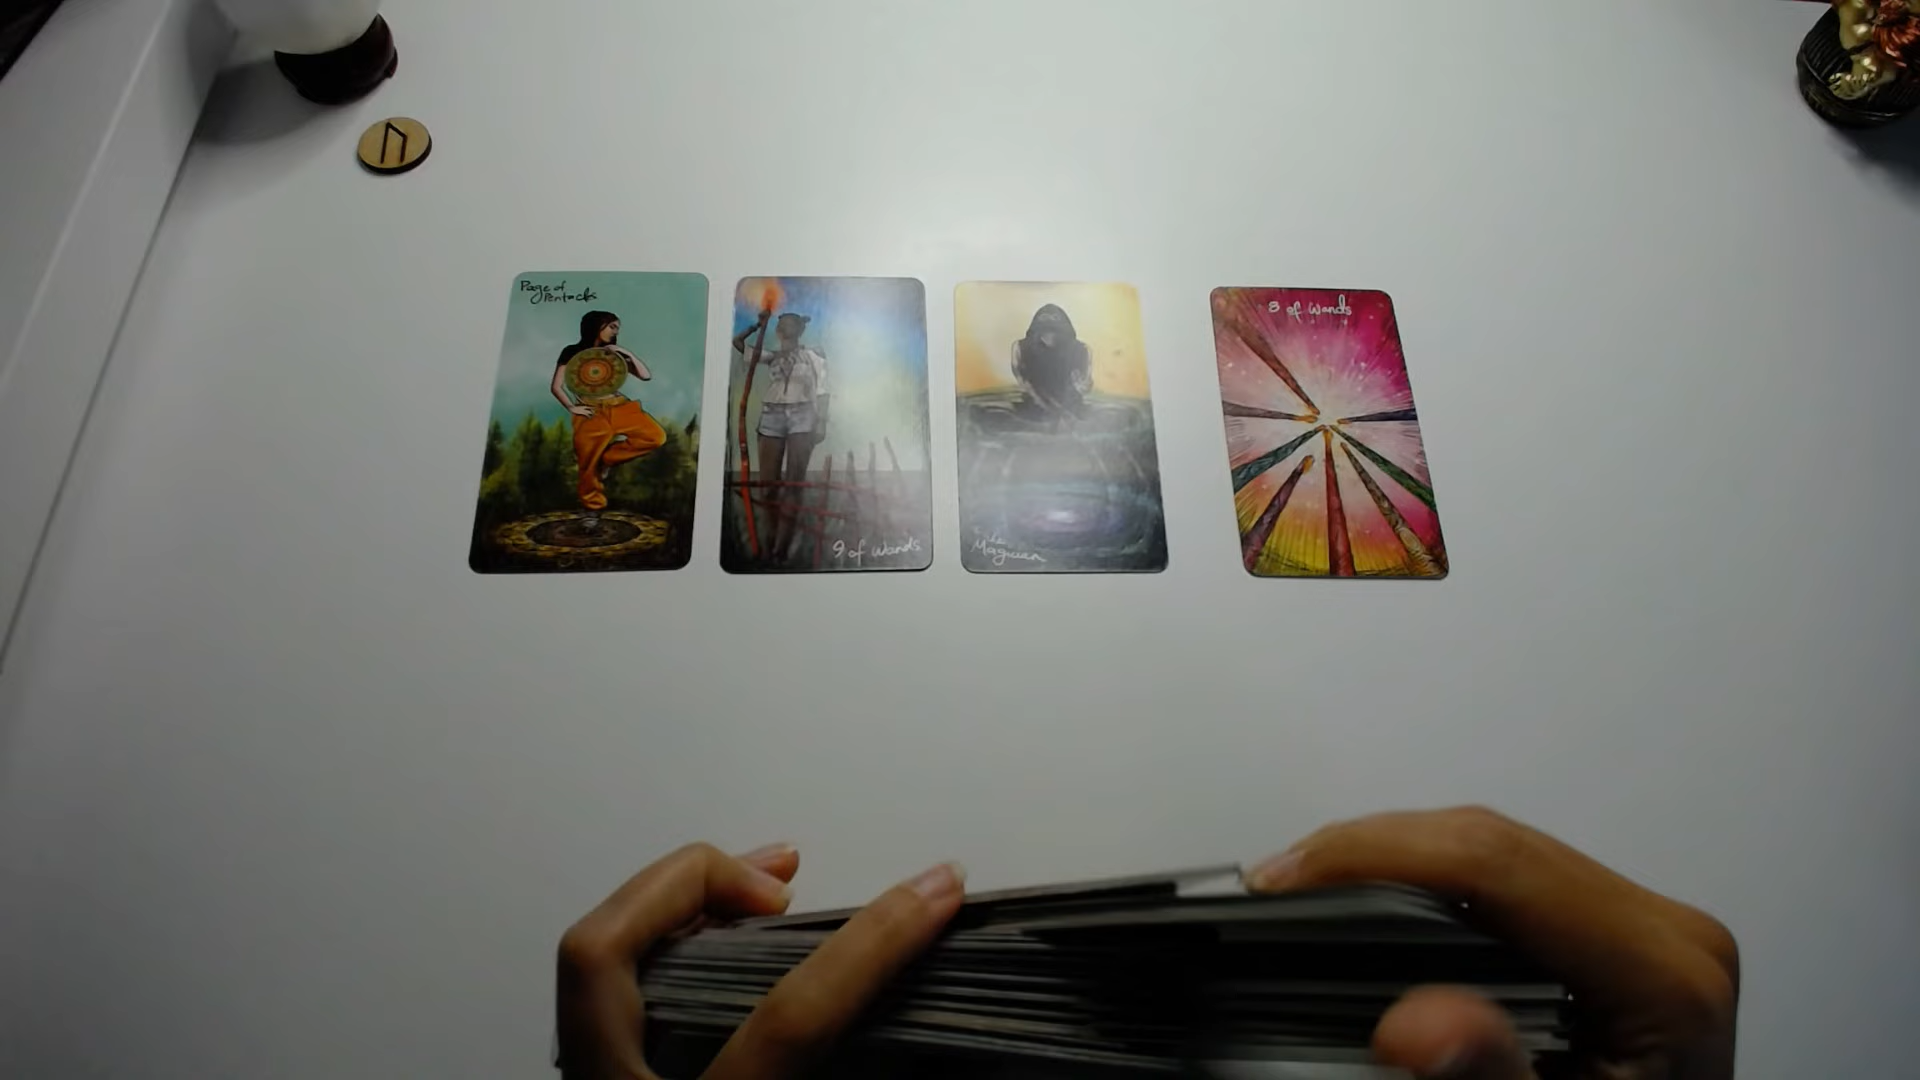 Page of
Pentacles
9 of Wands
The
Magician
8 of Wands